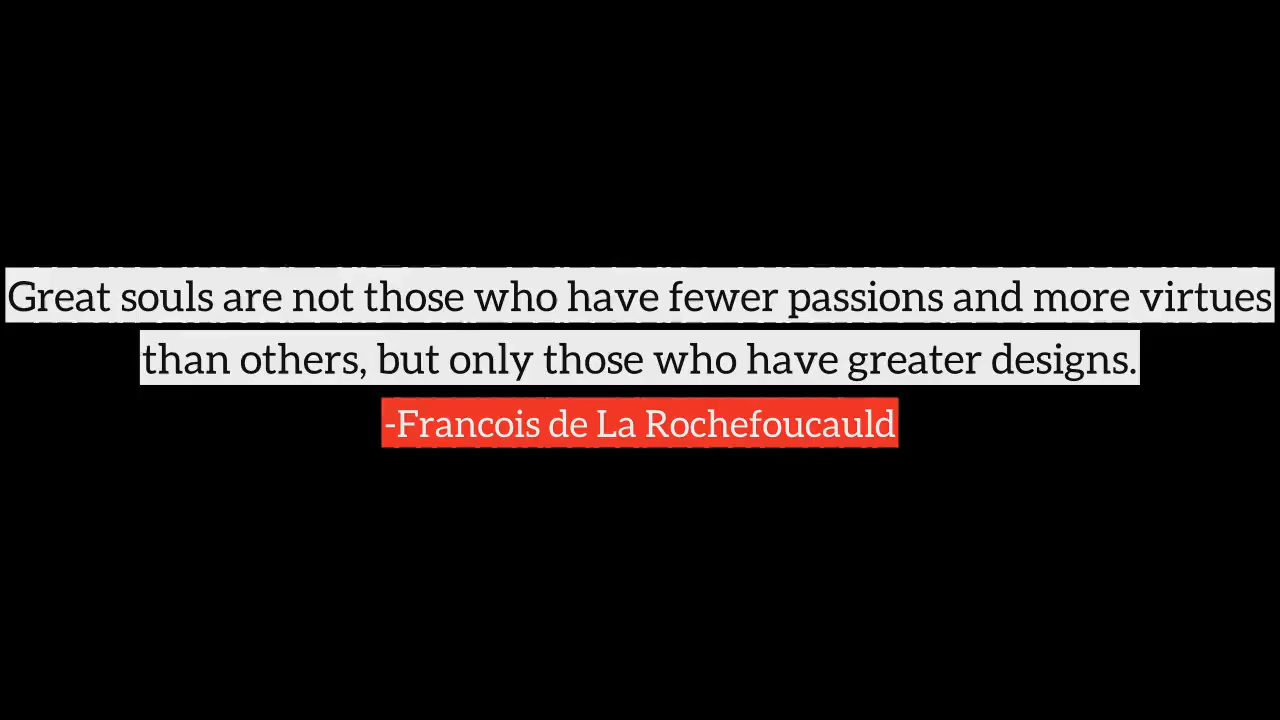 Great souls are not those who have fewer passions and more virtues
than others, but only those who have greater designs.
-Francois de La Rochefoucauld